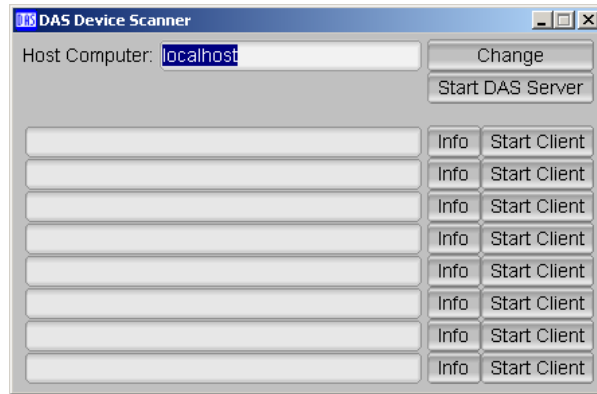 DAS DAS Device Scanner
Host Computer: localhost Change
Start DAS Server
Info Start Client
Info Start Client
Info Start Client
Info Start Client
Info Start Client
Info Start Client
Info Start Client
Info Start Client